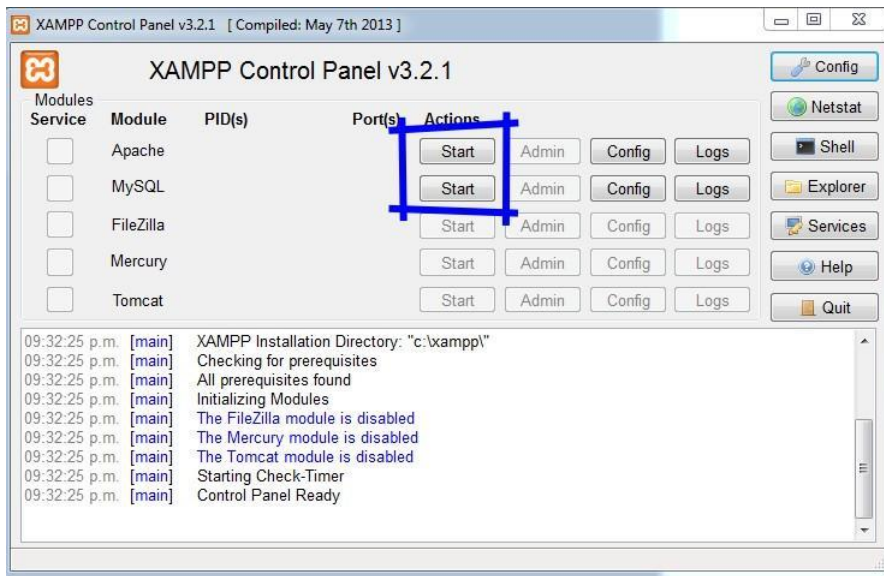 XAMPP Control Panel v3.2.1 [ Compiled: May 7th 2013 ]
XAMPP Control Panel v3.2.1
Config
Modules
Service Module PID(s) Port(s) Actions
Netstat
Apache Start Admin Config Logs
Shell
MySQL Start Admin Config Logs
Explorer
FileZilla Start Admin Config Logs
Services
Mercury Start Admin Config Logs
Help
Tomcat Start Admin Config Logs
Quit
09:32:25 p.m. [main] XAMPP Installation Directory: "c:\xampp\"
09:32:25 p.m. [main] Checking for prerequisites
09:32:25 p.m. [main] All prerequisites found
09:32:25 p.m. [main] Initializing Modules
09:32:25 p.m. [main] The FileZilla module is disabled
09:32:25 p.m. [main] The Mercury module is disabled
09:32:25 p.m. [main] The Tomcat module is disabled
09:32:25 p.m. [main] Starting Check-Timer
09:32:25 p.m. [main] Control Panel Ready